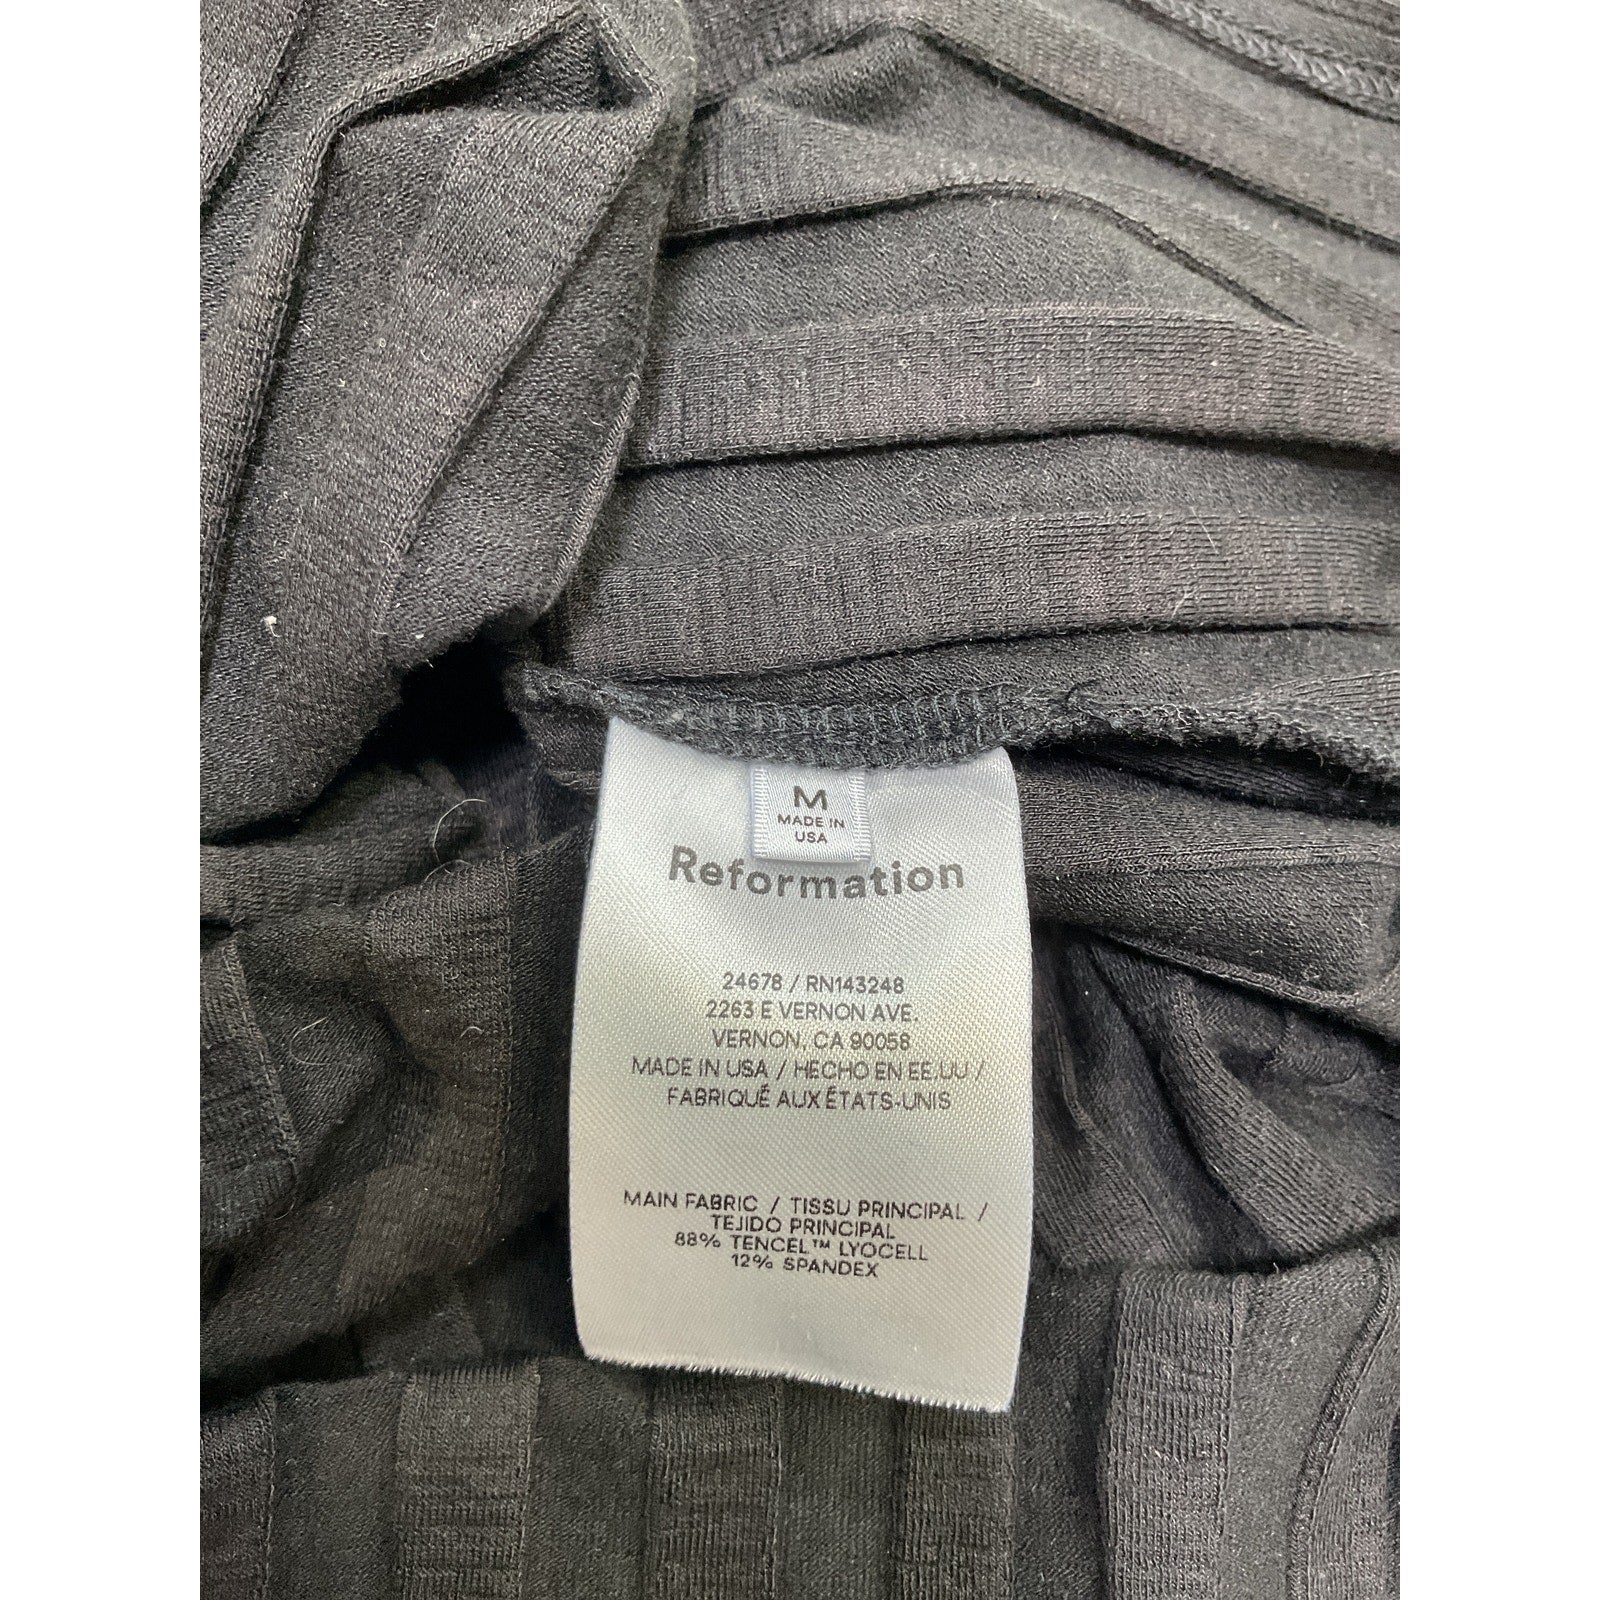 M
MADE IN
USA
Reformation
24678 / RN143248
2263 E VERNON AVE.
VERNON, CA 90058
MADE IN USA / HECHO EN EE.UU /
FABRIQUÉ AUX ÉTATS-UNIS
MAIN FABRIC / TISSU PRINCIPAL /
TEJIDO PRINCIPAL
88% TENCEL™ LYOCELL
12% SPANDEX